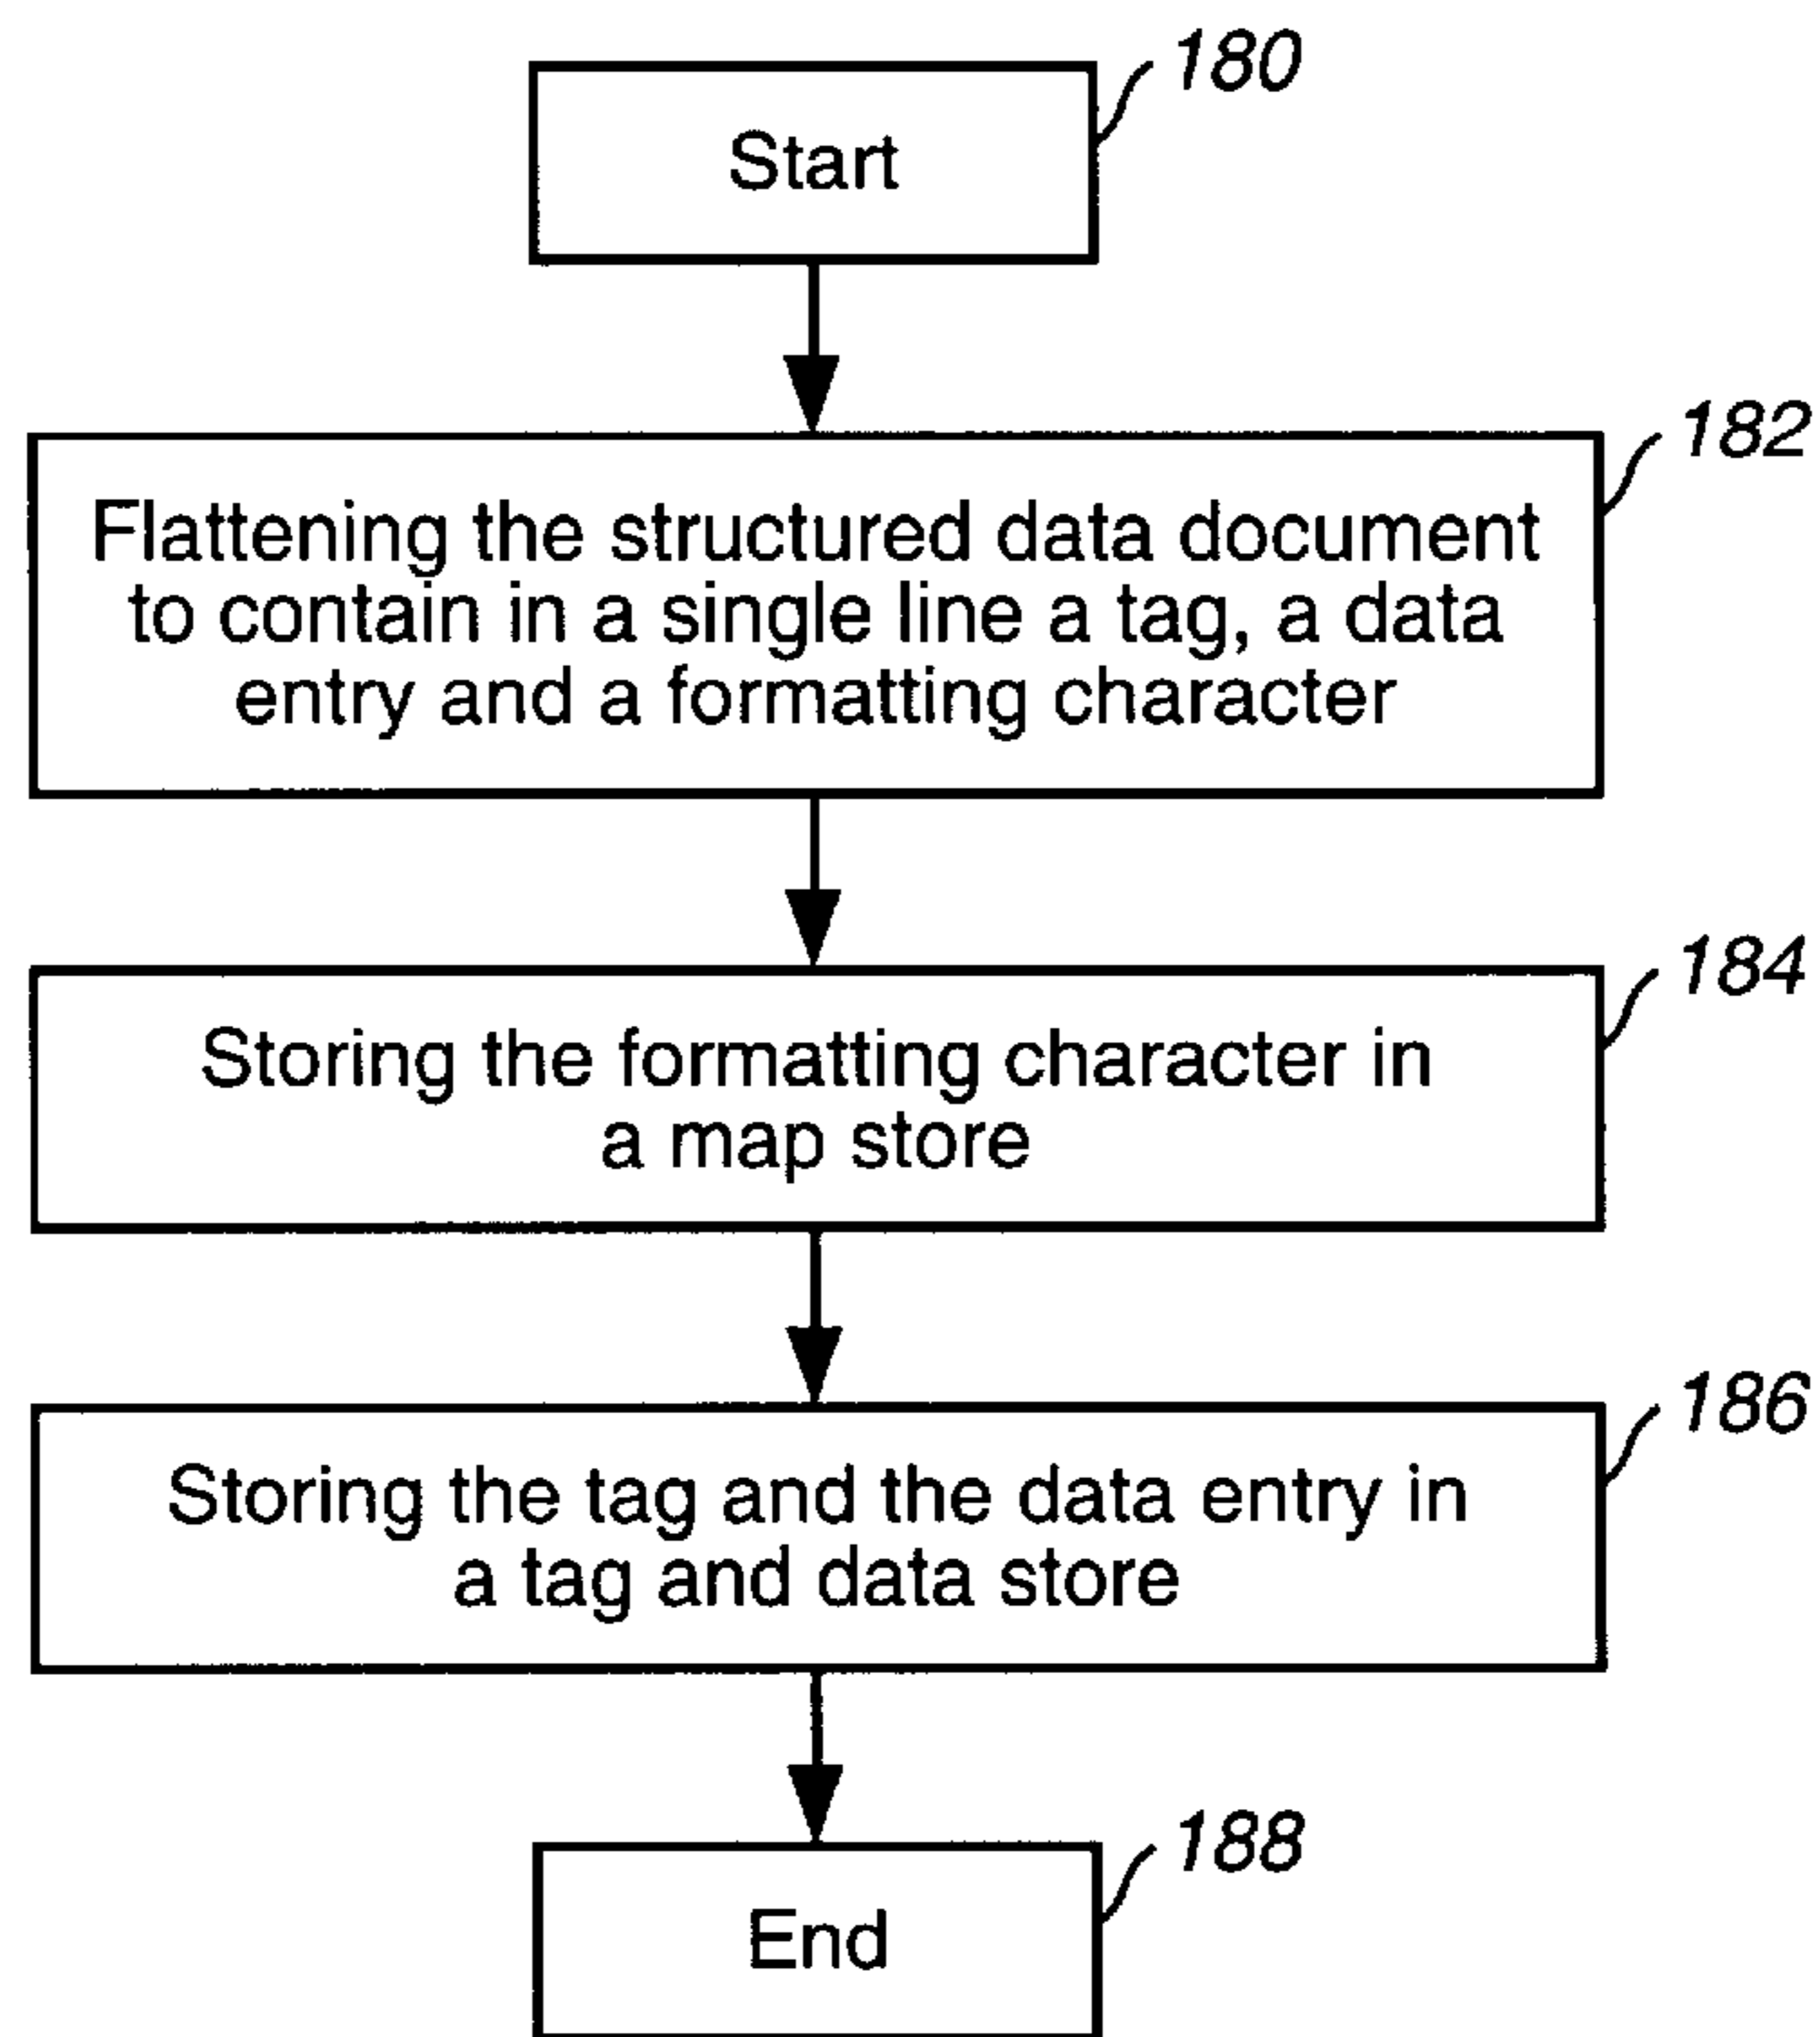 180
Start
182
Flattening the structured data document
to contain in a single line a tag, a data
entry and a formatting character
184
Storing the formatting character in
a map store
186
Storing the tag and the data entry in
a tag and data store
188
End